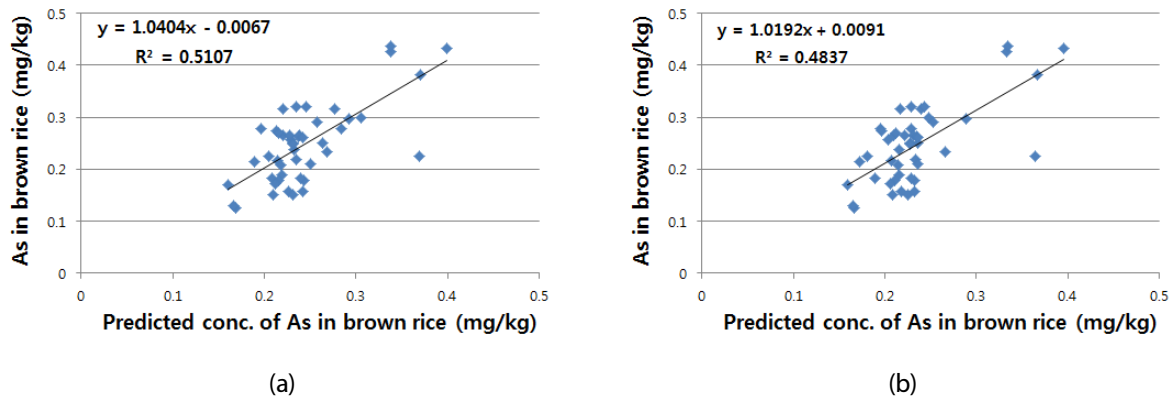 0.5
y = 1.0404x - 0.0067
R² = 0.5107
0.4
0.3
0.2
0.1
0
0 0.1 0.2 0.3 0.4 0.5
As in brown rice (mg/kg)
Predicted conc. of As in brown rice (mg/kg)
(a)
0.5
y = 1.0192x + 0.0091
R² = 0.4837
0.4
0.3
0.2
0.1
0
0 0.1 0.2 0.3 0.4 0.5
As in brown rice (mg/kg)
Predicted conc. of As in brown rice (mg/kg)
(b)